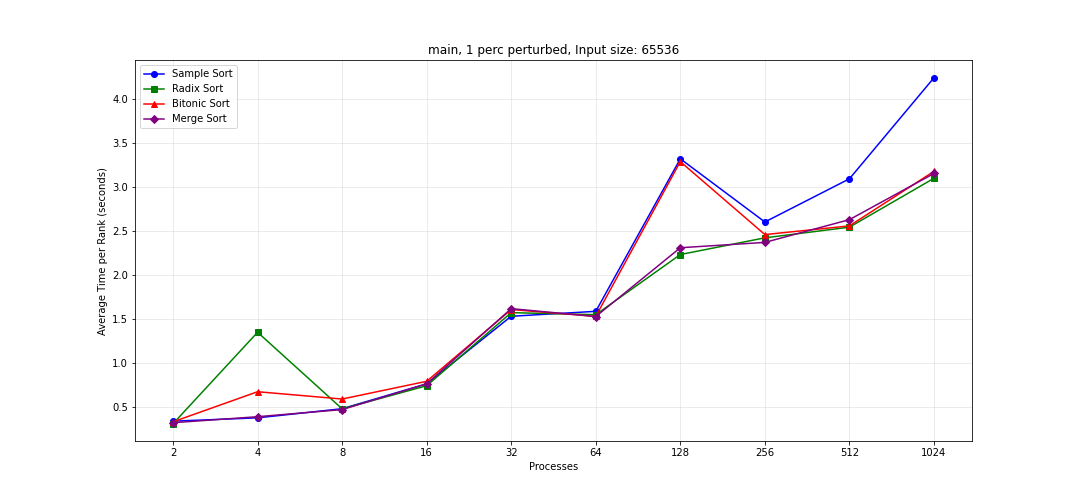 main, 1 perc perturbed, Input size: 65536
Sample Sort
Radix Sort
Bitonic Sort
Merge Sort
Average Time per Rank (seconds)
4.0
3.5
3.0
2.5
2.0
1.5
1.0
0.5
2 4 8 16 32 64 128 256 512 1024
Processes